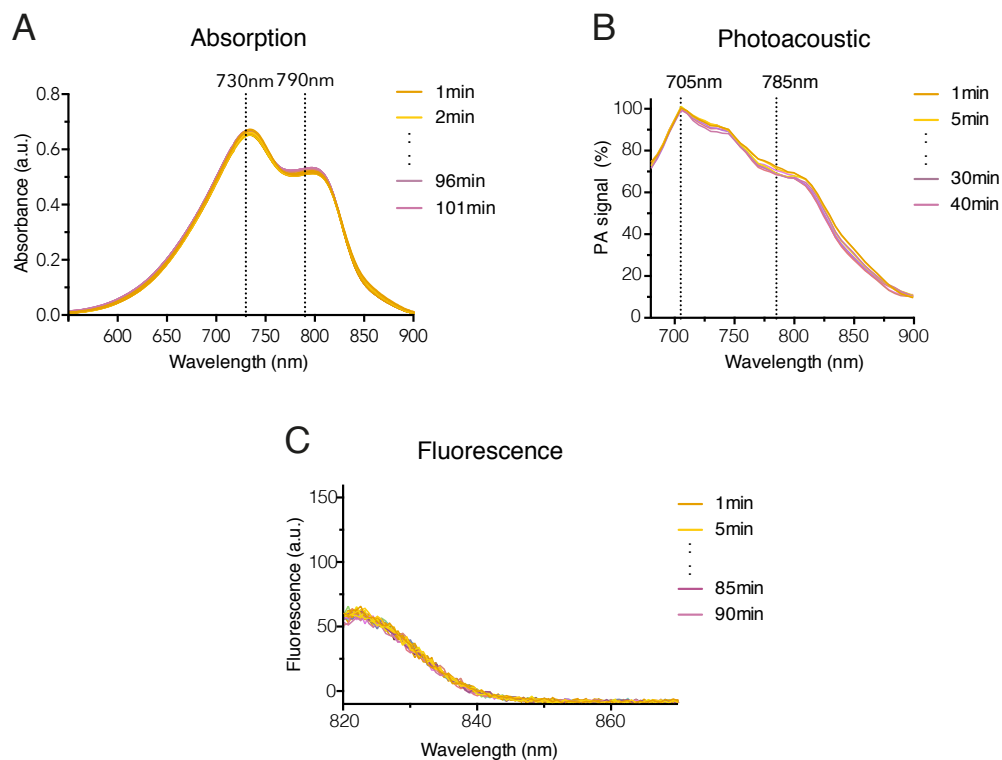 A
Absorption
730nm 790nm
0.8
0.6
0.4
0.2
0.0
Absorbance (a.u.)
600 650 700 750 800 850 900
Wavelength (nm)
1min
2min
96min
101min
B
Photoacoustic
705nm 785nm
100
80
60
40
20
0
PA signal (%)
700 750 800 850 900
Wavelength (nm)
1min
5min
30min
40min
C
Fluorescence
150
100
50
0
Fluorescence (a.u.)
820 840 860
Wavelength (nm)
1min
5min
85min
90min